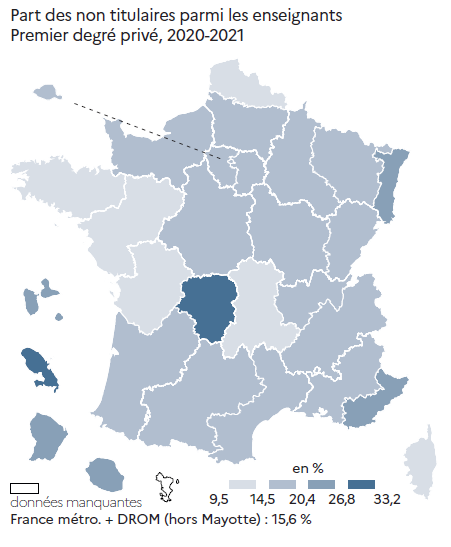 Part des non titulaires parmi les enseignants
Premier degré privé, 2020-2021
en %
9,5 14,5 20,4 26,8 33,2
données manquantes
France métro. + DROM (hors Mayotte) : 15,6 %